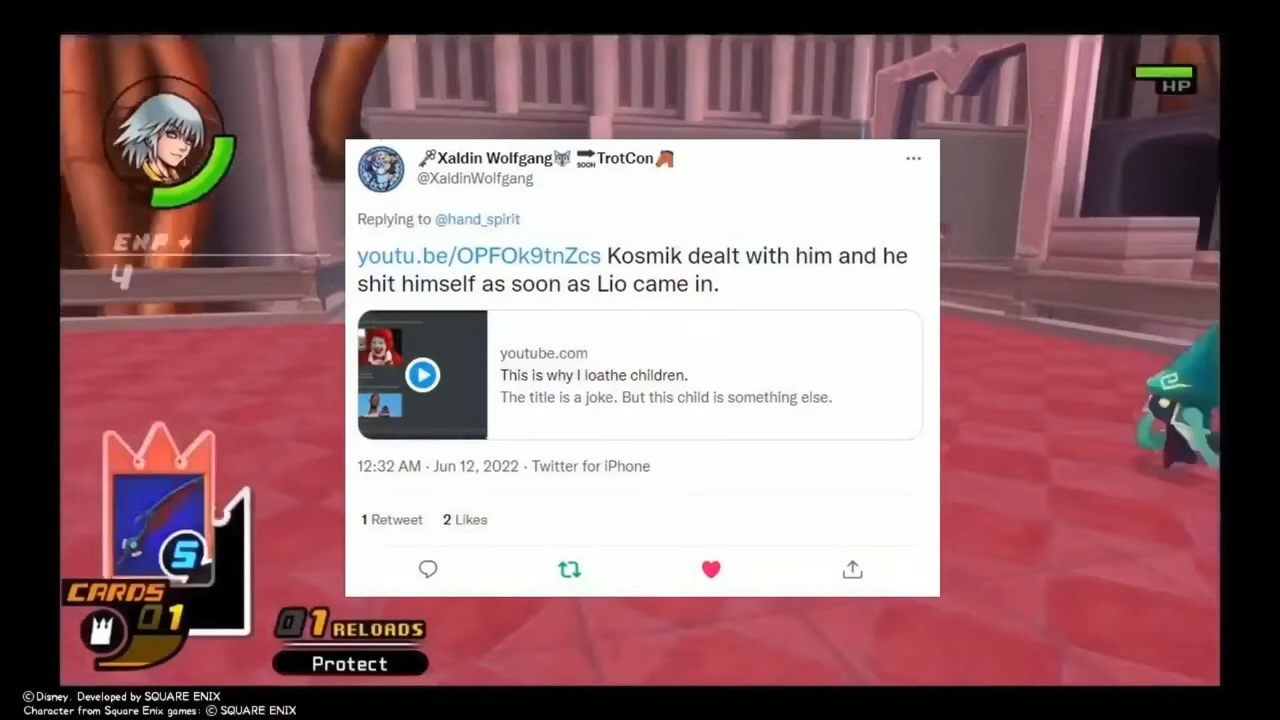 HP
Xaldin Wolfgang SOON TrotCon
@XaldinWolfgang
Replying to @hand_spirit
youtu.be/OPFOk9tnZcs Kosmik dealt with him and he
shit himself as soon as Lio came in.
youtube.com
This is why I loathe children.
The title is a joke. But this child is something else.
12:32 AM · Jun 12, 2022 · Twitter for iPhone
1 Retweet 2 Likes
4
5
CARDS
01
01 RELOADS
Protect
© Disney. Developed by SQUARE ENIX
Character from Square Enix games: © SQUARE ENIX